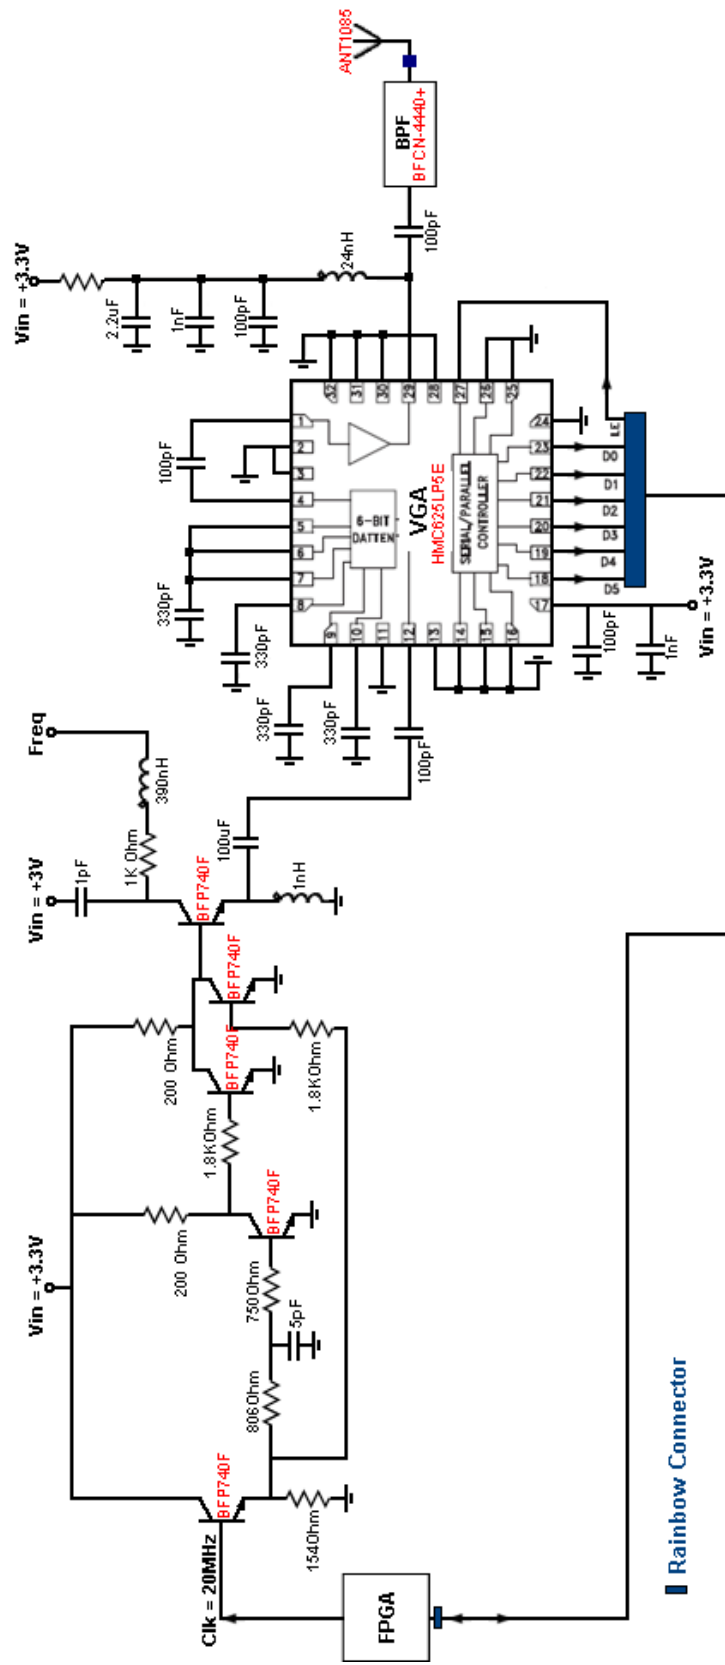 Clk = 20MHz
FPGA
BFP740F
154Ohm
806Ohm
5pF
750Ohm
Vin = +3.3V
200 Ohm
BFP740F
1.8KOhm
200 Ohm
BFP740F
BFP740F
1.8KOhm
Vin = +3V
1pF
BFP740F
1K Ohm
390nH
Freq
100uF
1nH
100pF
330pF
330pF
330pF
330pF
100pF
VGA
HMC625LP5E
6-BIT
DATTEN
SERIAL/PARALLEL
CONTROLLER
1
2
3
4
5
6
7
8
9
10
11
12
13
14
15
16
17
18
19
20
21
22
23
24
25
26
27
28
29
30
31
32
LE
D0
D1
D2
D3
D4
D5
100pF
1nF
Vin = +3.3V
Vin = +3.3V
2.2uF
1nF
100pF
24nH
100pF
BPF
BFCN-4440+
ANT1085
Rainbow Connector